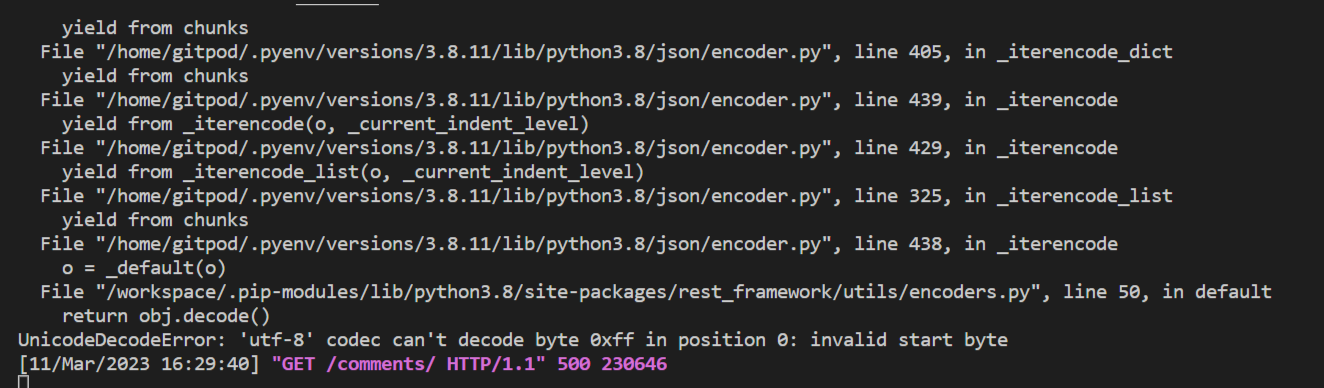 yield from chunks
File "/home/gitpod/.pyenv/versions/3.8.11/lib/python3.8/json/encoder.py", line 405, in _iterencode_dict
yield from chunks
File "/home/gitpod/.pyenv/versions/3.8.11/lib/python3.8/json/encoder.py", line 439, in _iterencode
yield from _iterencode(o, _current_indent_level)
File "/home/gitpod/.pyenv/versions/3.8.11/lib/python3.8/json/encoder.py", line 429, in _iterencode
yield from _iterencode_list(o, _current_indent_level)
File "/home/gitpod/.pyenv/versions/3.8.11/lib/python3.8/json/encoder.py", line 325, in _iterencode_list
yield from chunks
File "/home/gitpod/.pyenv/versions/3.8.11/lib/python3.8/json/encoder.py", line 438, in _iterencode
o = _default(o)
File "/workspace/.pip-modules/lib/python3.8/site-packages/rest_framework/utils/encoders.py", line 50, in default
return obj.decode()
UnicodeDecodeError: 'utf-8' codec can't decode byte 0xff in position 0: invalid start byte
[11/Mar/2023 16:29:40] "GET /comments/ HTTP/1.1" 500 230646